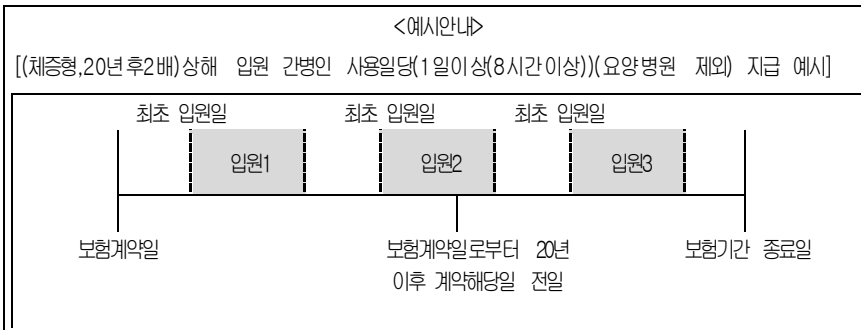 <예시안내>
[(체증형,20년후2배)상해 입원 간병인 사용일당(1일이상(8시간이상))(요양병원 제외) 지급 예시]
최초 입원일 최초 입원일 최초 입원일
입원1 입원2 입원3
보험계약일 보험계약일로부터 20년 보험기간 종료일
이후 계약해당일 전일